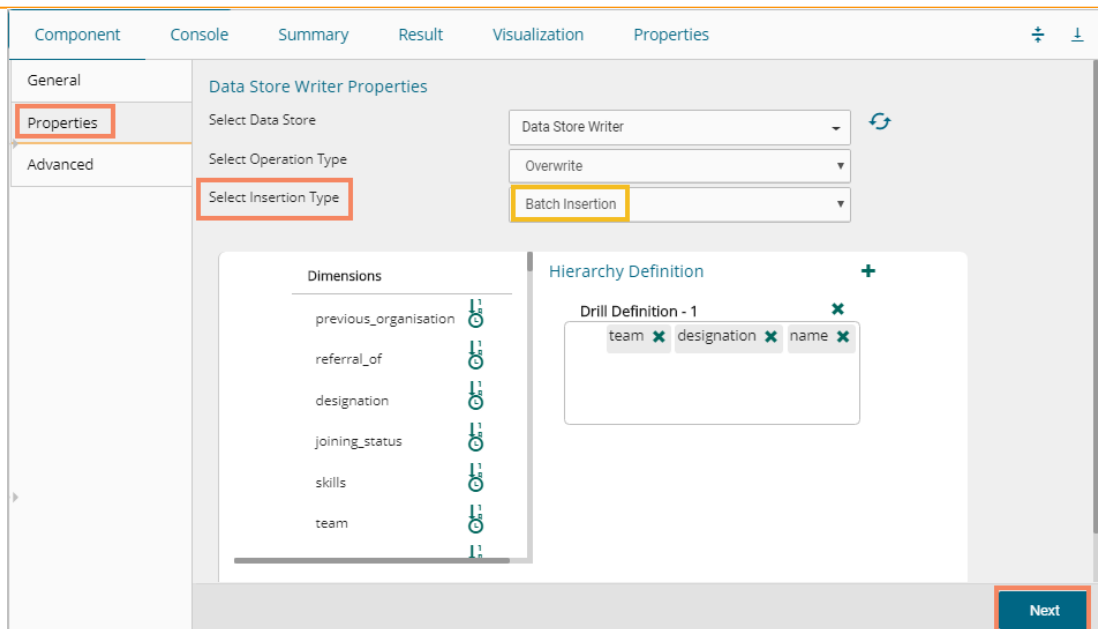 Component Console Summary Result Visualization Properties
General
Properties
Advanced
Data Store Writer Properties
Select Data Store Data Store Writer
Select Operation Type Overwrite
Select Insertion Type Batch Insertion
Dimensions
previous_organisation
referral_of
designation
joining_status
skills
team
Hierarchy Definition
Drill Definition - 1
team designation name
Next